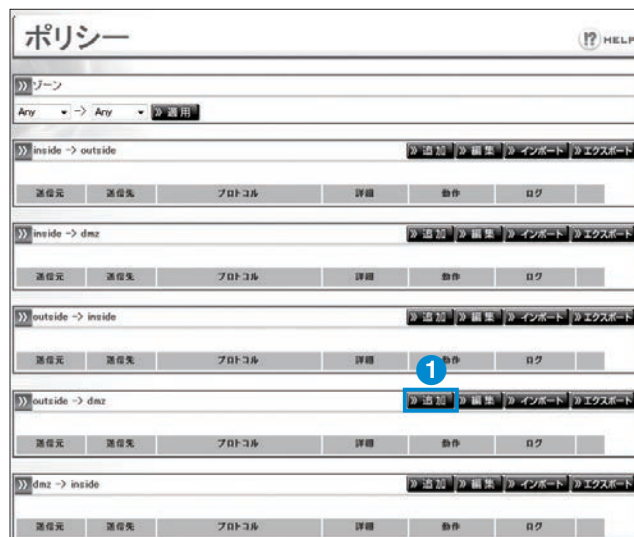 ポリシー
!? HELP
ゾーン
Any -> Any 適用
inside -> outside 追加 編集 インポート エクスポート
送信元 送信先 プロトコル 詳細 動作 ログ
inside -> dmz 追加 編集 インポート エクスポート
送信元 送信先 プロトコル 詳細 動作 ログ
outside -> inside 追加 編集 インポート エクスポート
送信元 送信先 プロトコル 詳細 動作 ログ
1
outside -> dmz 追加 編集 インポート エクスポート
送信元 送信先 プロトコル 詳細 動作 ログ
dmz -> inside 追加 編集 インポート エクスポート
送信元 送信先 プロトコル 詳細 動作 ログ